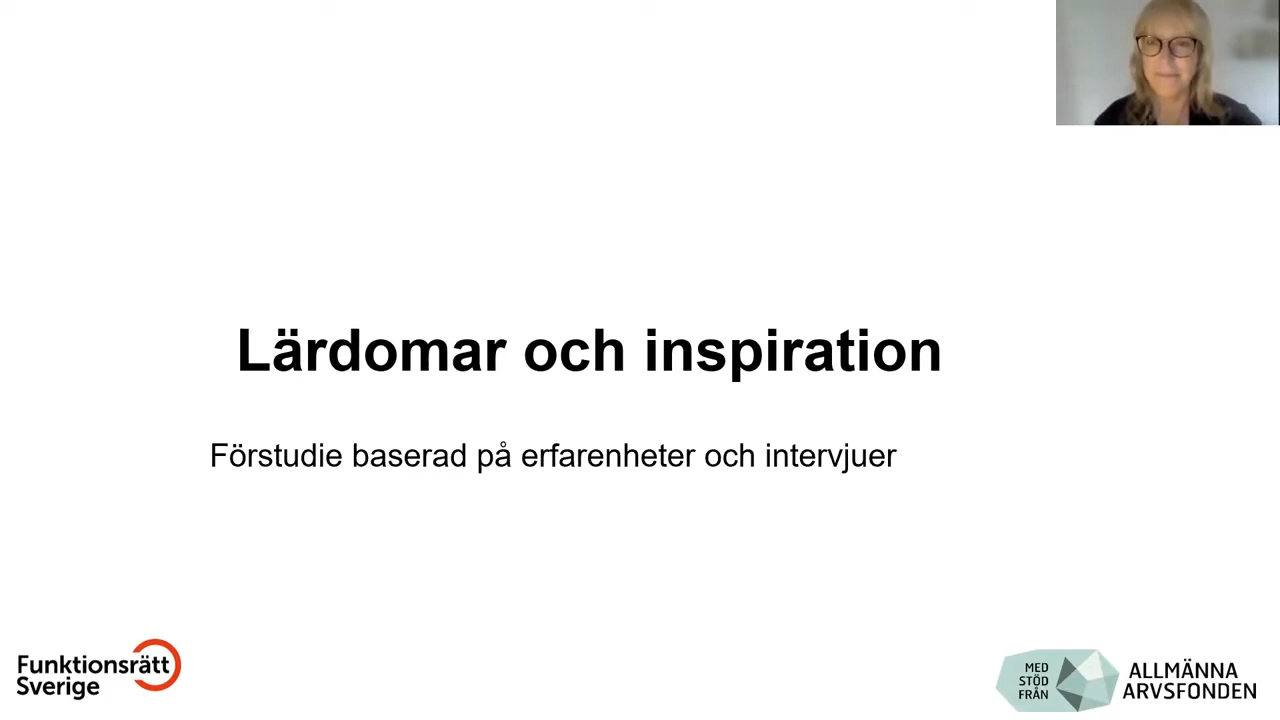 Lärdomar och inspiration
Förstudie baserad på erfarenheter och intervjuer
Funktionsrätt
Sverige
MED
STÖD
FRÅN
ALLMÄNNA
ARVSFONDEN